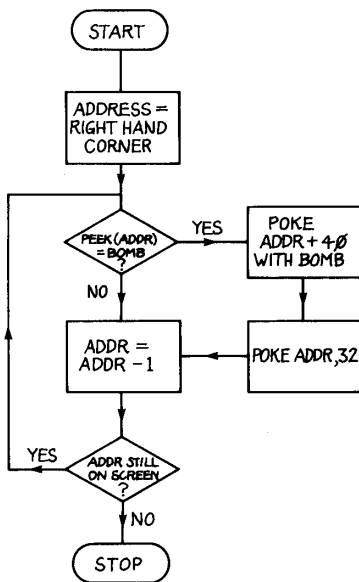 START
ADDRESS =
RIGHT HAND
CORNER
PEEK (ADDR)
= BOMB
?
YES
POKE
ADDR + 4Ø
WITH BOMB
NO
ADDR =
ADDR - 1
POKE ADDR,32
YES
ADDR STILL
ON SCREEN
?
NO
STOP